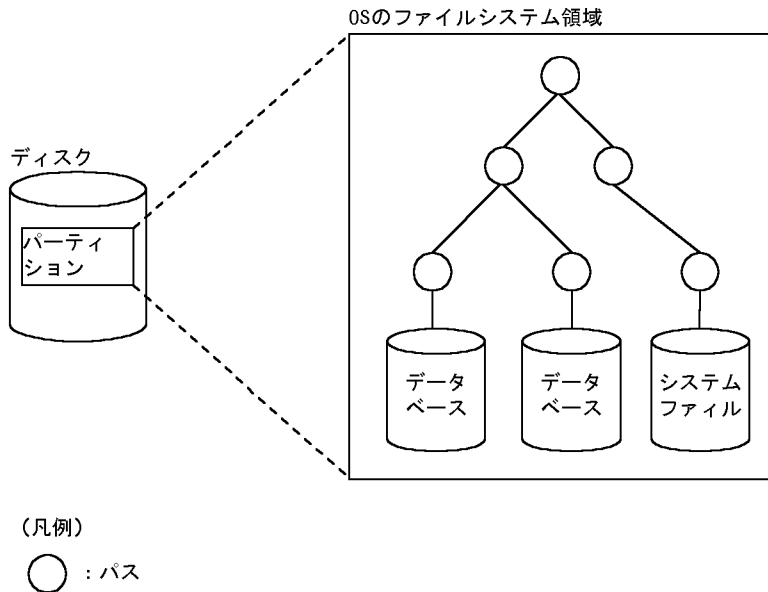 OSのファイルシステム領域
ディスク
パーティ
ション
データ
ベース
データ
ベース
システム
ファィル
(凡例)
：パス